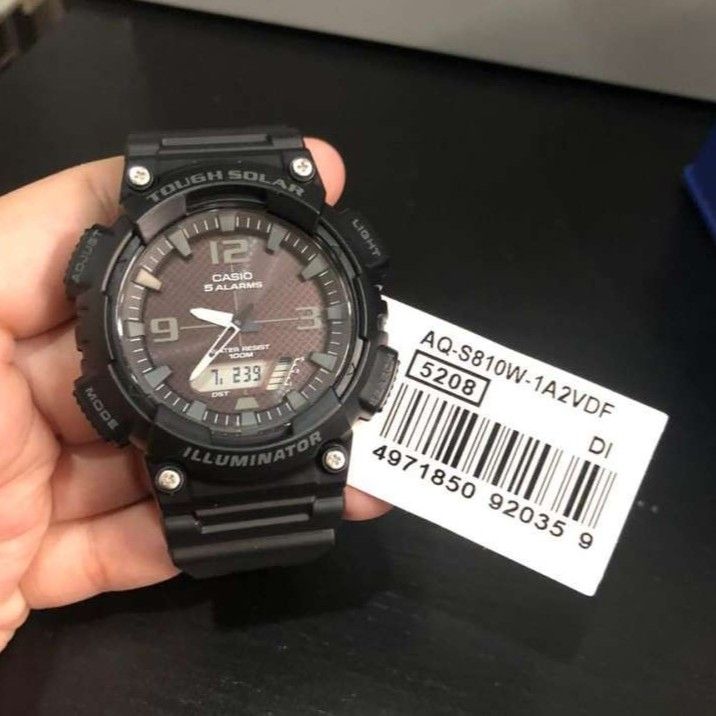 TOUGH SOLAR
ADJUST
LIGHT
12
CASIO
5 ALARMS
9
3
WATER RESIST
100M
7: 239
DST
MODE
ILLUMINATOR
AQ-S810W-1A2VDF
5208
DI
4971850 92035 9